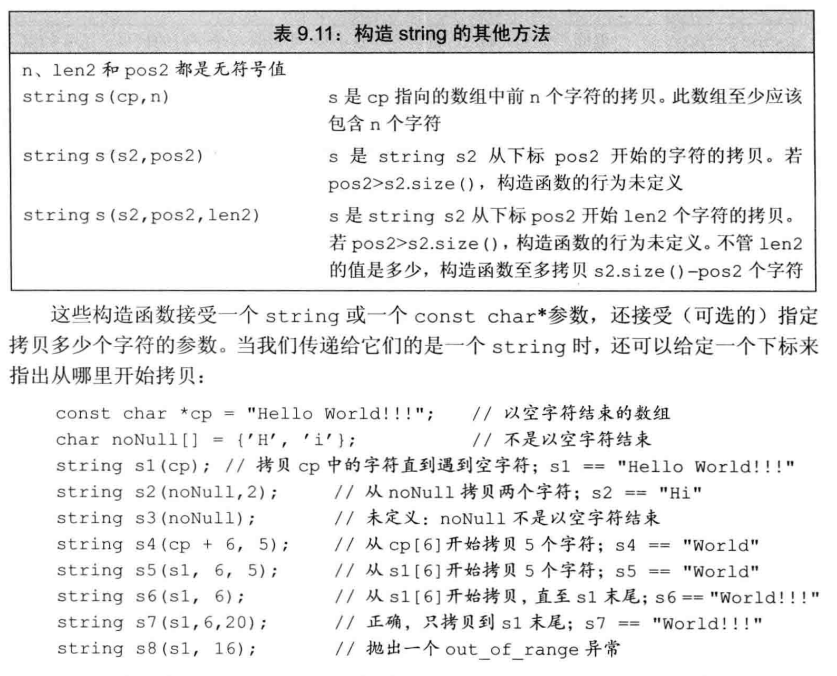 表 9.11：构造 string 的其他方法
n、len2 和 pos2 都是无符号值
string s(cp,n) s 是 cp 指向的数组中前 n 个字符的拷贝。此数组至少应该
包含 n 个字符
string s(s2,pos2) s 是 string s2 从下标 pos2 开始的字符的拷贝。若
pos2>s2.size()，构造函数的行为未定义
string s(s2,pos2,len2) s 是 string s2 从下标 pos2 开始 len2 个字符的拷贝。
若 pos2>s2.size()，构造函数的行为未定义。不管 len2
的值是多少，构造函数至多拷贝 s2.size()-pos2 个字符
这些构造函数接受一个 string 或一个 const char*参数，还接受（可选的）指定
拷贝多少个字符的参数。当我们传递给它们的是一个 string 时，还可以给定一个下标来
指出从哪里开始拷贝：
const char *cp = "Hello World!!!"; // 以空字符结束的数组
char noNull[] = {'H', 'i'}; // 不是以空字符结束
string s1(cp); // 拷贝 cp 中的字符直到遇到空字符；s1 == "Hello World!!!"
string s2(noNull,2); // 从 noNull 拷贝两个字符；s2 == "Hi"
string s3(noNull); // 未定义：noNull 不是以空字符结束
string s4(cp + 6, 5); // 从 cp[6]开始拷贝 5 个字符；s4 == "World"
string s5(s1, 6, 5); // 从 s1[6]开始拷贝 5 个字符；s5 == "World"
string s6(s1, 6); // 从 s1[6]开始拷贝，直至 s1 末尾；s6 == "World!!!"
string s7(s1,6,20); // 正确，只拷贝到 s1 末尾；s7 == "World!!!"
string s8(s1, 16); // 抛出一个 out_of_range 异常